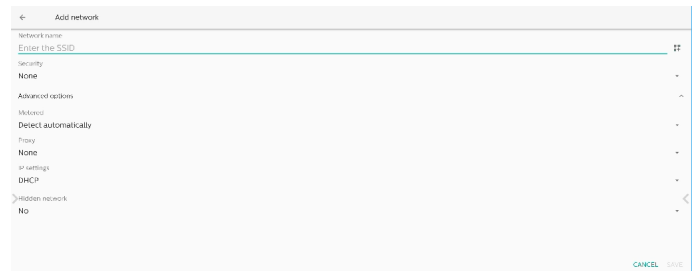 Add network
Network name
Enter the SSID
Security
None
Advanced options
Metered
Detect automatically
Proxy
None
IP settings
DHCP
Hidden network
No
CANCEL SAVE